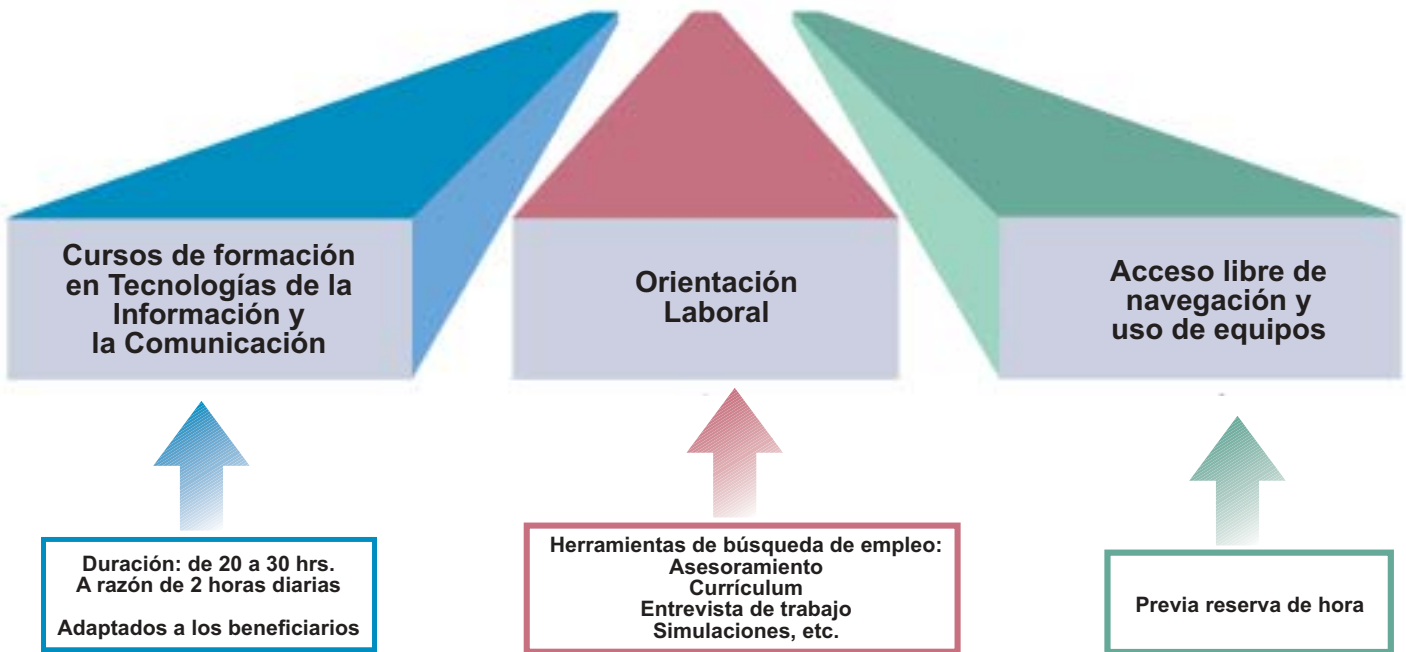 Cursos de formación
en Tecnologías de la
Información y
la Comunicación
Orientación
Laboral
Acceso libre de
navegación y
uso de equipos
Duración: de 20 a 30 hrs.
A razón de 2 horas diarias
Adaptados a los beneficiarios
Herramientas de búsqueda de empleo:
Asesoramiento
Currículum
Entrevista de trabajo
Simulaciones, etc.
Previa reserva de hora